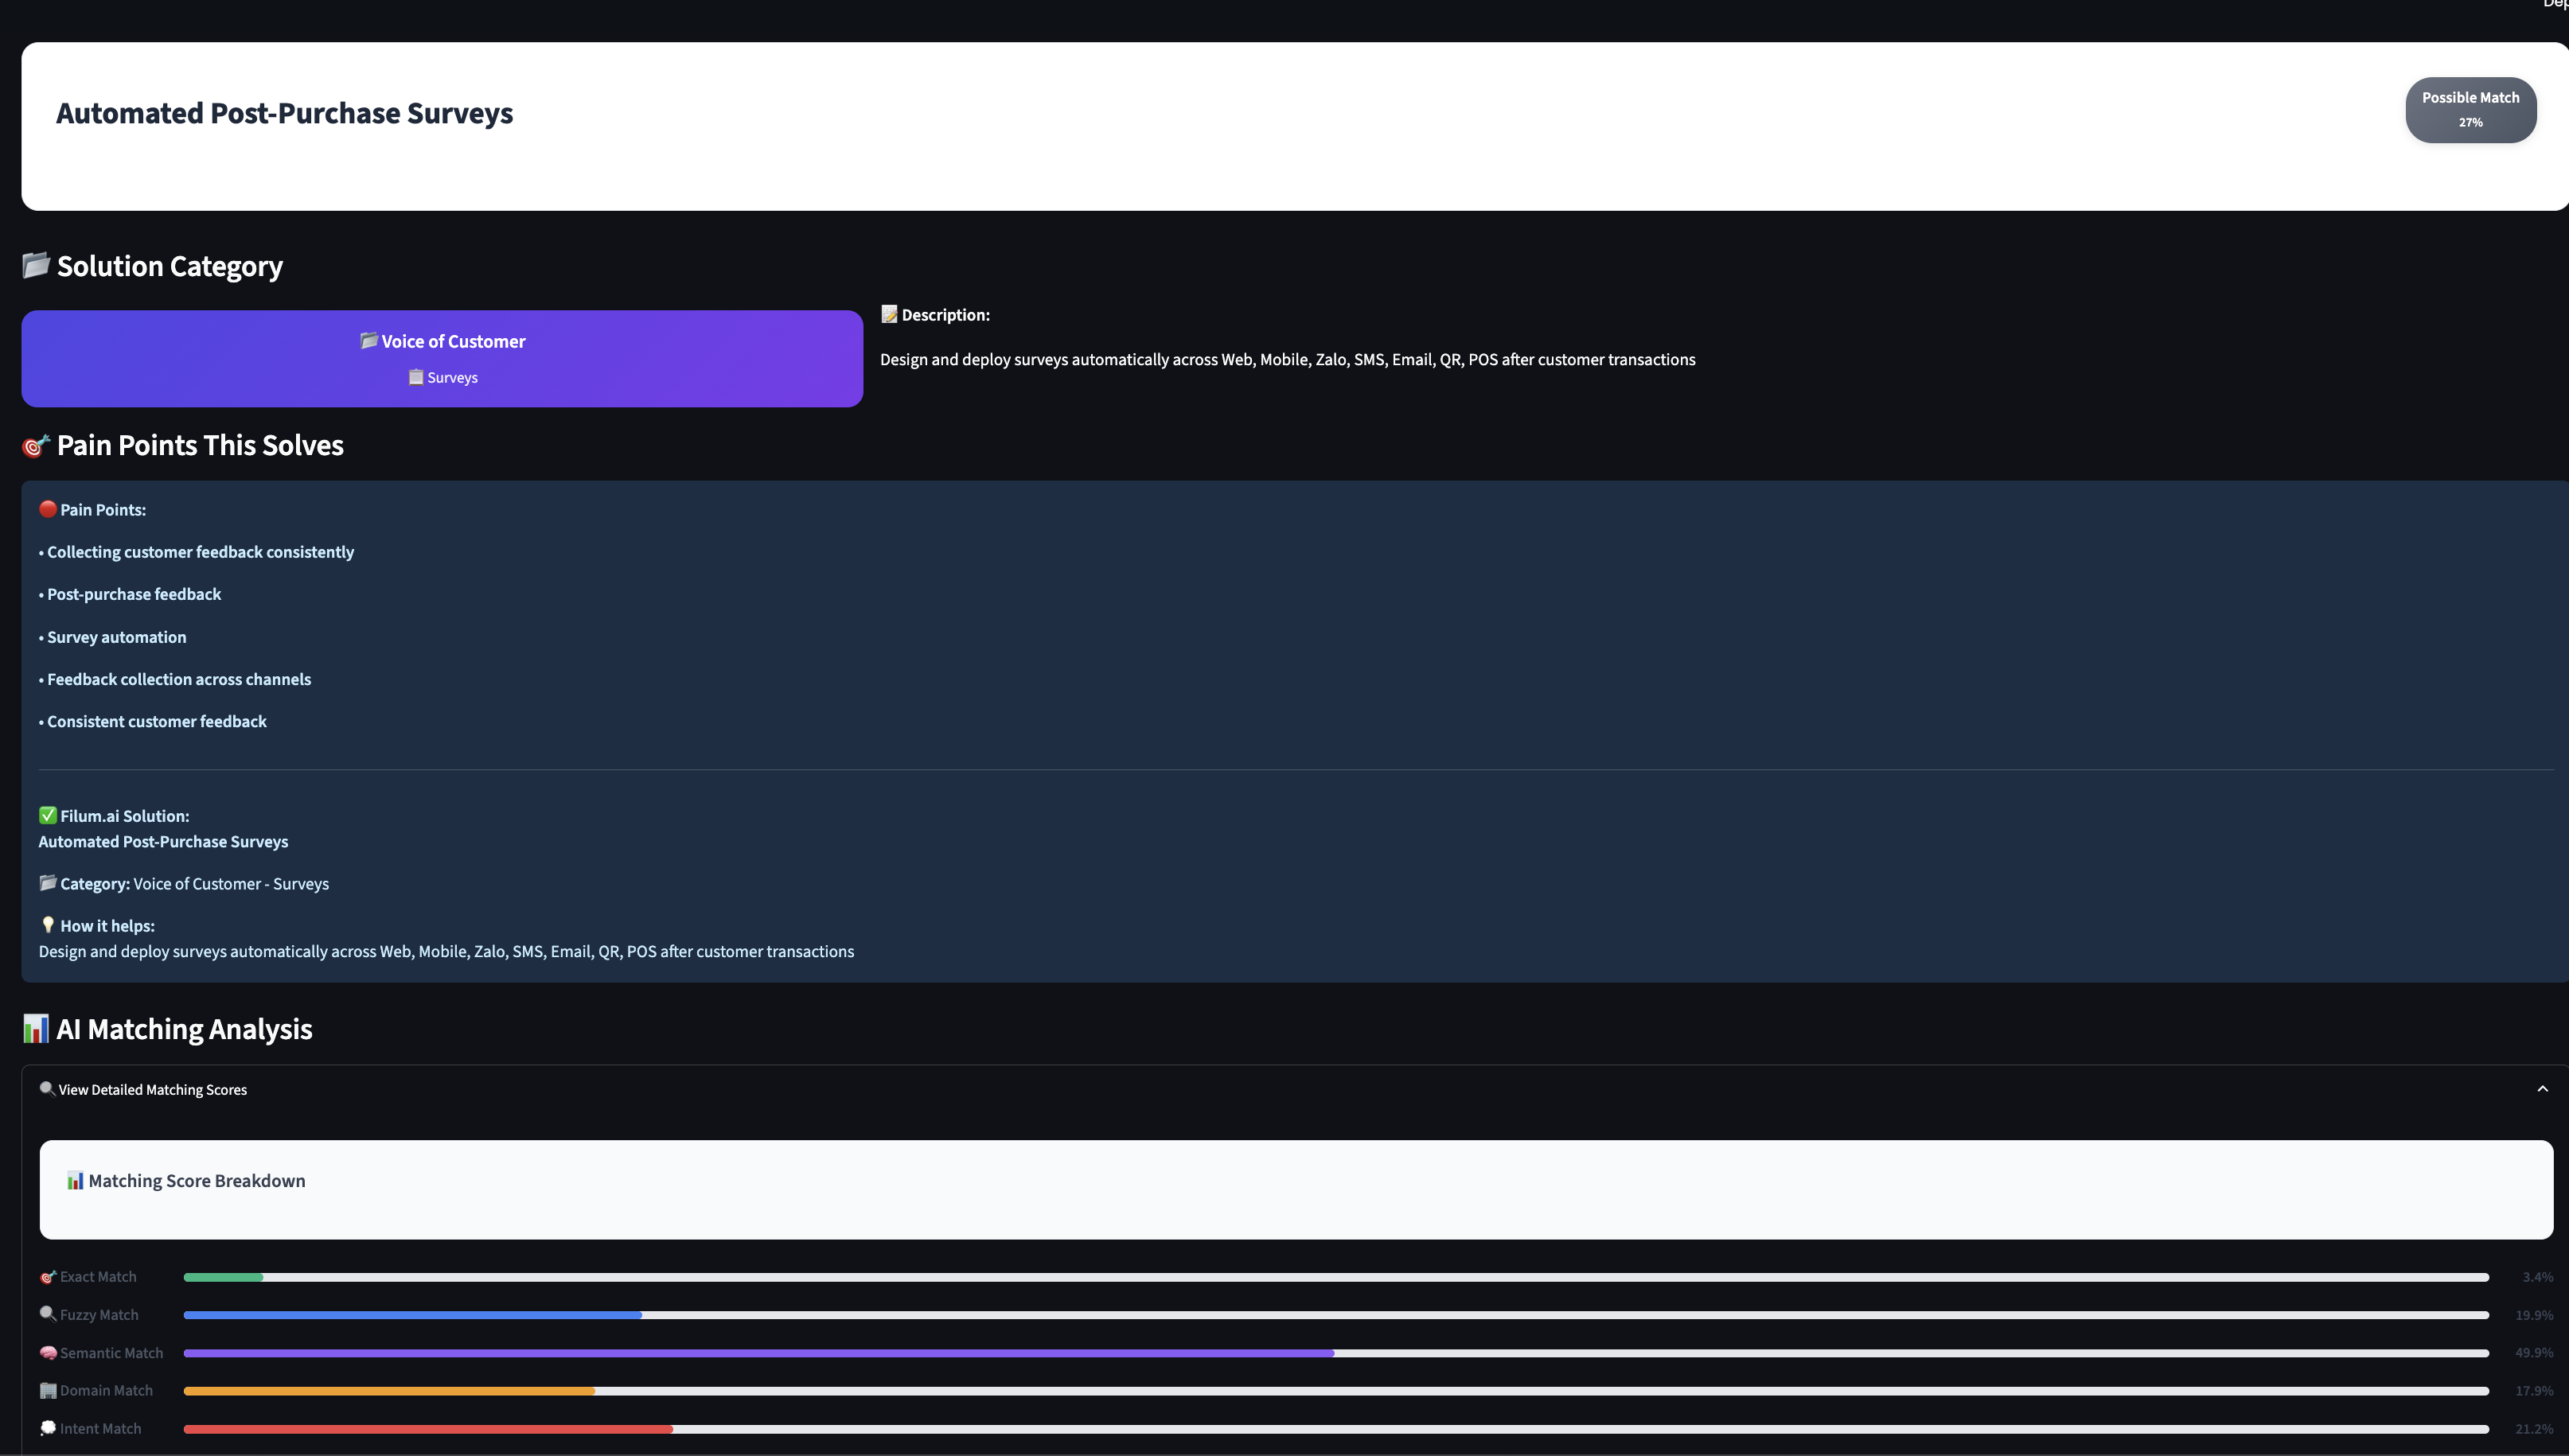 Automated Post-Purchase Surveys
Possible Match
27%
Solution Category
Voice of Customer
Surveys
Description:
Design and deploy surveys automatically across Web, Mobile, Zalo, SMS, Email, QR, POS after customer transactions
Pain Points This Solves
Pain Points:
• Collecting customer feedback consistently
• Post-purchase feedback
• Survey automation
• Feedback collection across channels
• Consistent customer feedback
Filum.ai Solution:
Automated Post-Purchase Surveys
Category: Voice of Customer - Surveys
How it helps:
Design and deploy surveys automatically across Web, Mobile, Zalo, SMS, Email, QR, POS after customer transactions
AI Matching Analysis
View Detailed Matching Scores
Matching Score Breakdown
Exact Match 3.4%
Fuzzy Match 19.9%
Semantic Match 49.9%
Domain Match 17.9%
Intent Match 21.2%